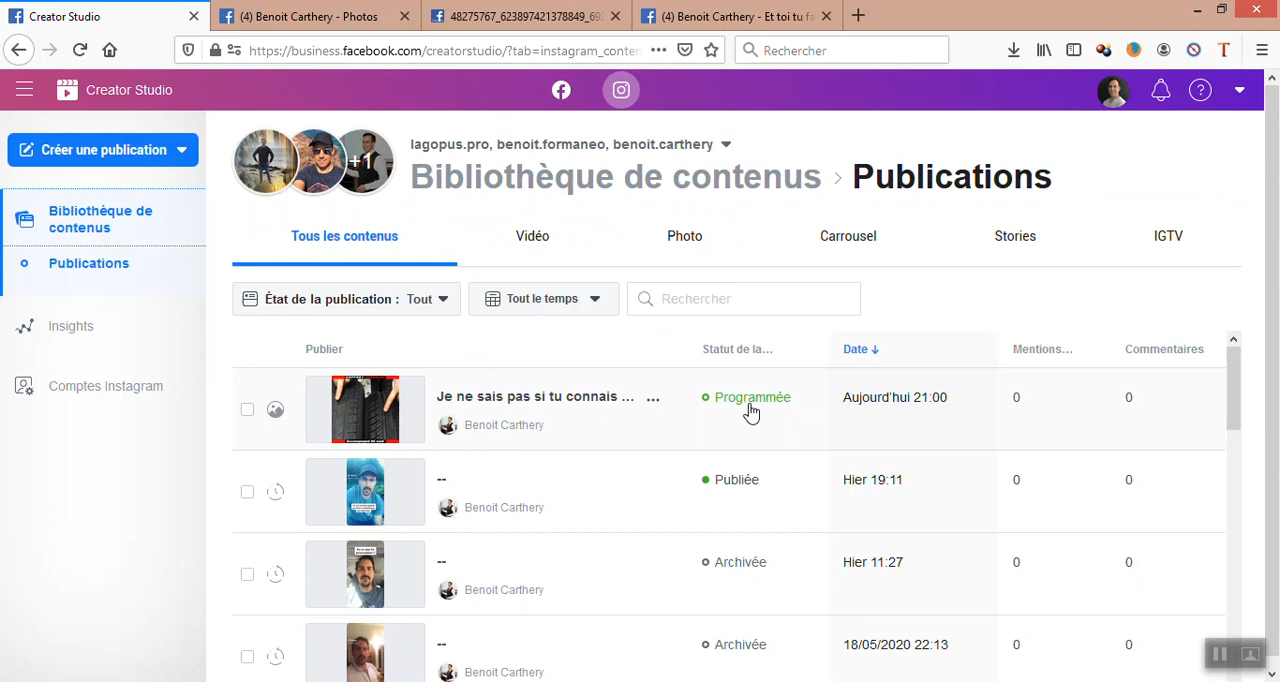 Creator Studio
(4) Benoit Carthery - Photos
48275767_623897421378849_692
(4) Benoit Carthery - Et toi tu fa
https://business.facebook.com/creatorstudio/?tab=instagram_conten
Rechercher
Creator Studio
Créer une publication
lagopus.pro, benoit.formaneo, benoit.carthery
+1
Bibliothèque de contenus > Publications
Bibliothèque de
contenus
Publications
Insights
Comptes Instagram
Tous les contenus Vidéo Photo Carrousel Stories IGTV
État de la publication : Tout
Tout le temps
Rechercher
Publier Statut de la... Date ↓ Mentions... Commentaires
Je ne sais pas si tu connais ... ... Programmée Aujourd'hui 21:00 0 0
Benoit Carthery
-- Publiée Hier 19:11 0 0
Benoit Carthery
-- Archivée Hier 11:27 0 0
Benoit Carthery
-- Archivée 18/05/2020 22:13 0 0
Benoit Carthery